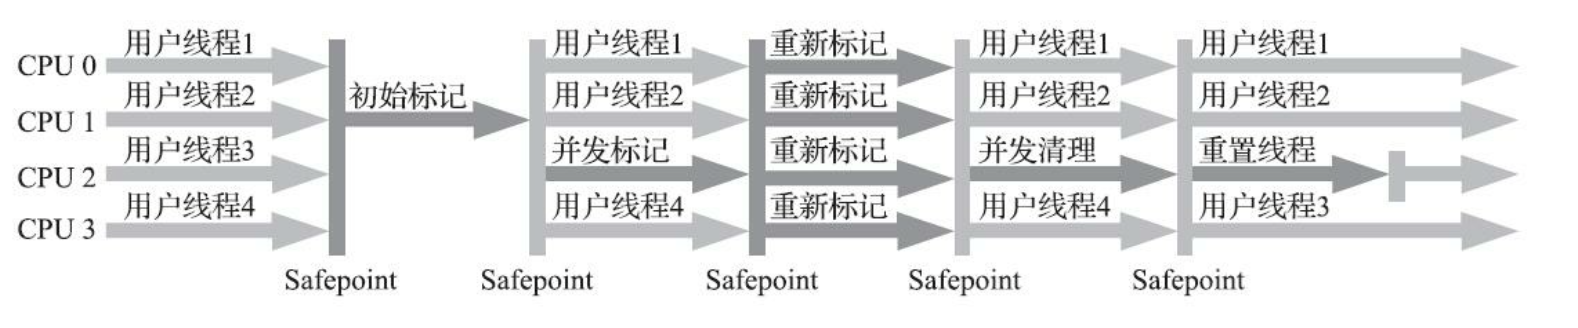 用户线程1
用户线程1
重新标记
用户线程1
用户线程1
CPU 0
用户线程2
初始标记
用户线程2
重新标记
用户线程2
用户线程2
CPU 1
用户线程3
并发标记
重新标记
并发清理
重置线程
CPU 2
用户线程4
用户线程4
重新标记
用户线程4
用户线程3
CPU 3
Safepoint
Safepoint
Safepoint
Safepoint
Safepoint